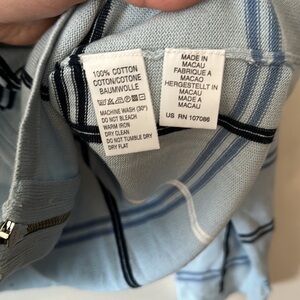 100% COTTON
COTON/COTONE
BAUMWOLLE
MACHINE WASH (30°)
DO NOT BLEACH
WARM IRON
DRY CLEAN
DO NOT TUMBLE DRY
DRY FLAT
MADE IN
MACAU
FABRIQUE A
MACAO
HERGESTELLT IN
MACAU
MADE A
MACAU
US RN 107086